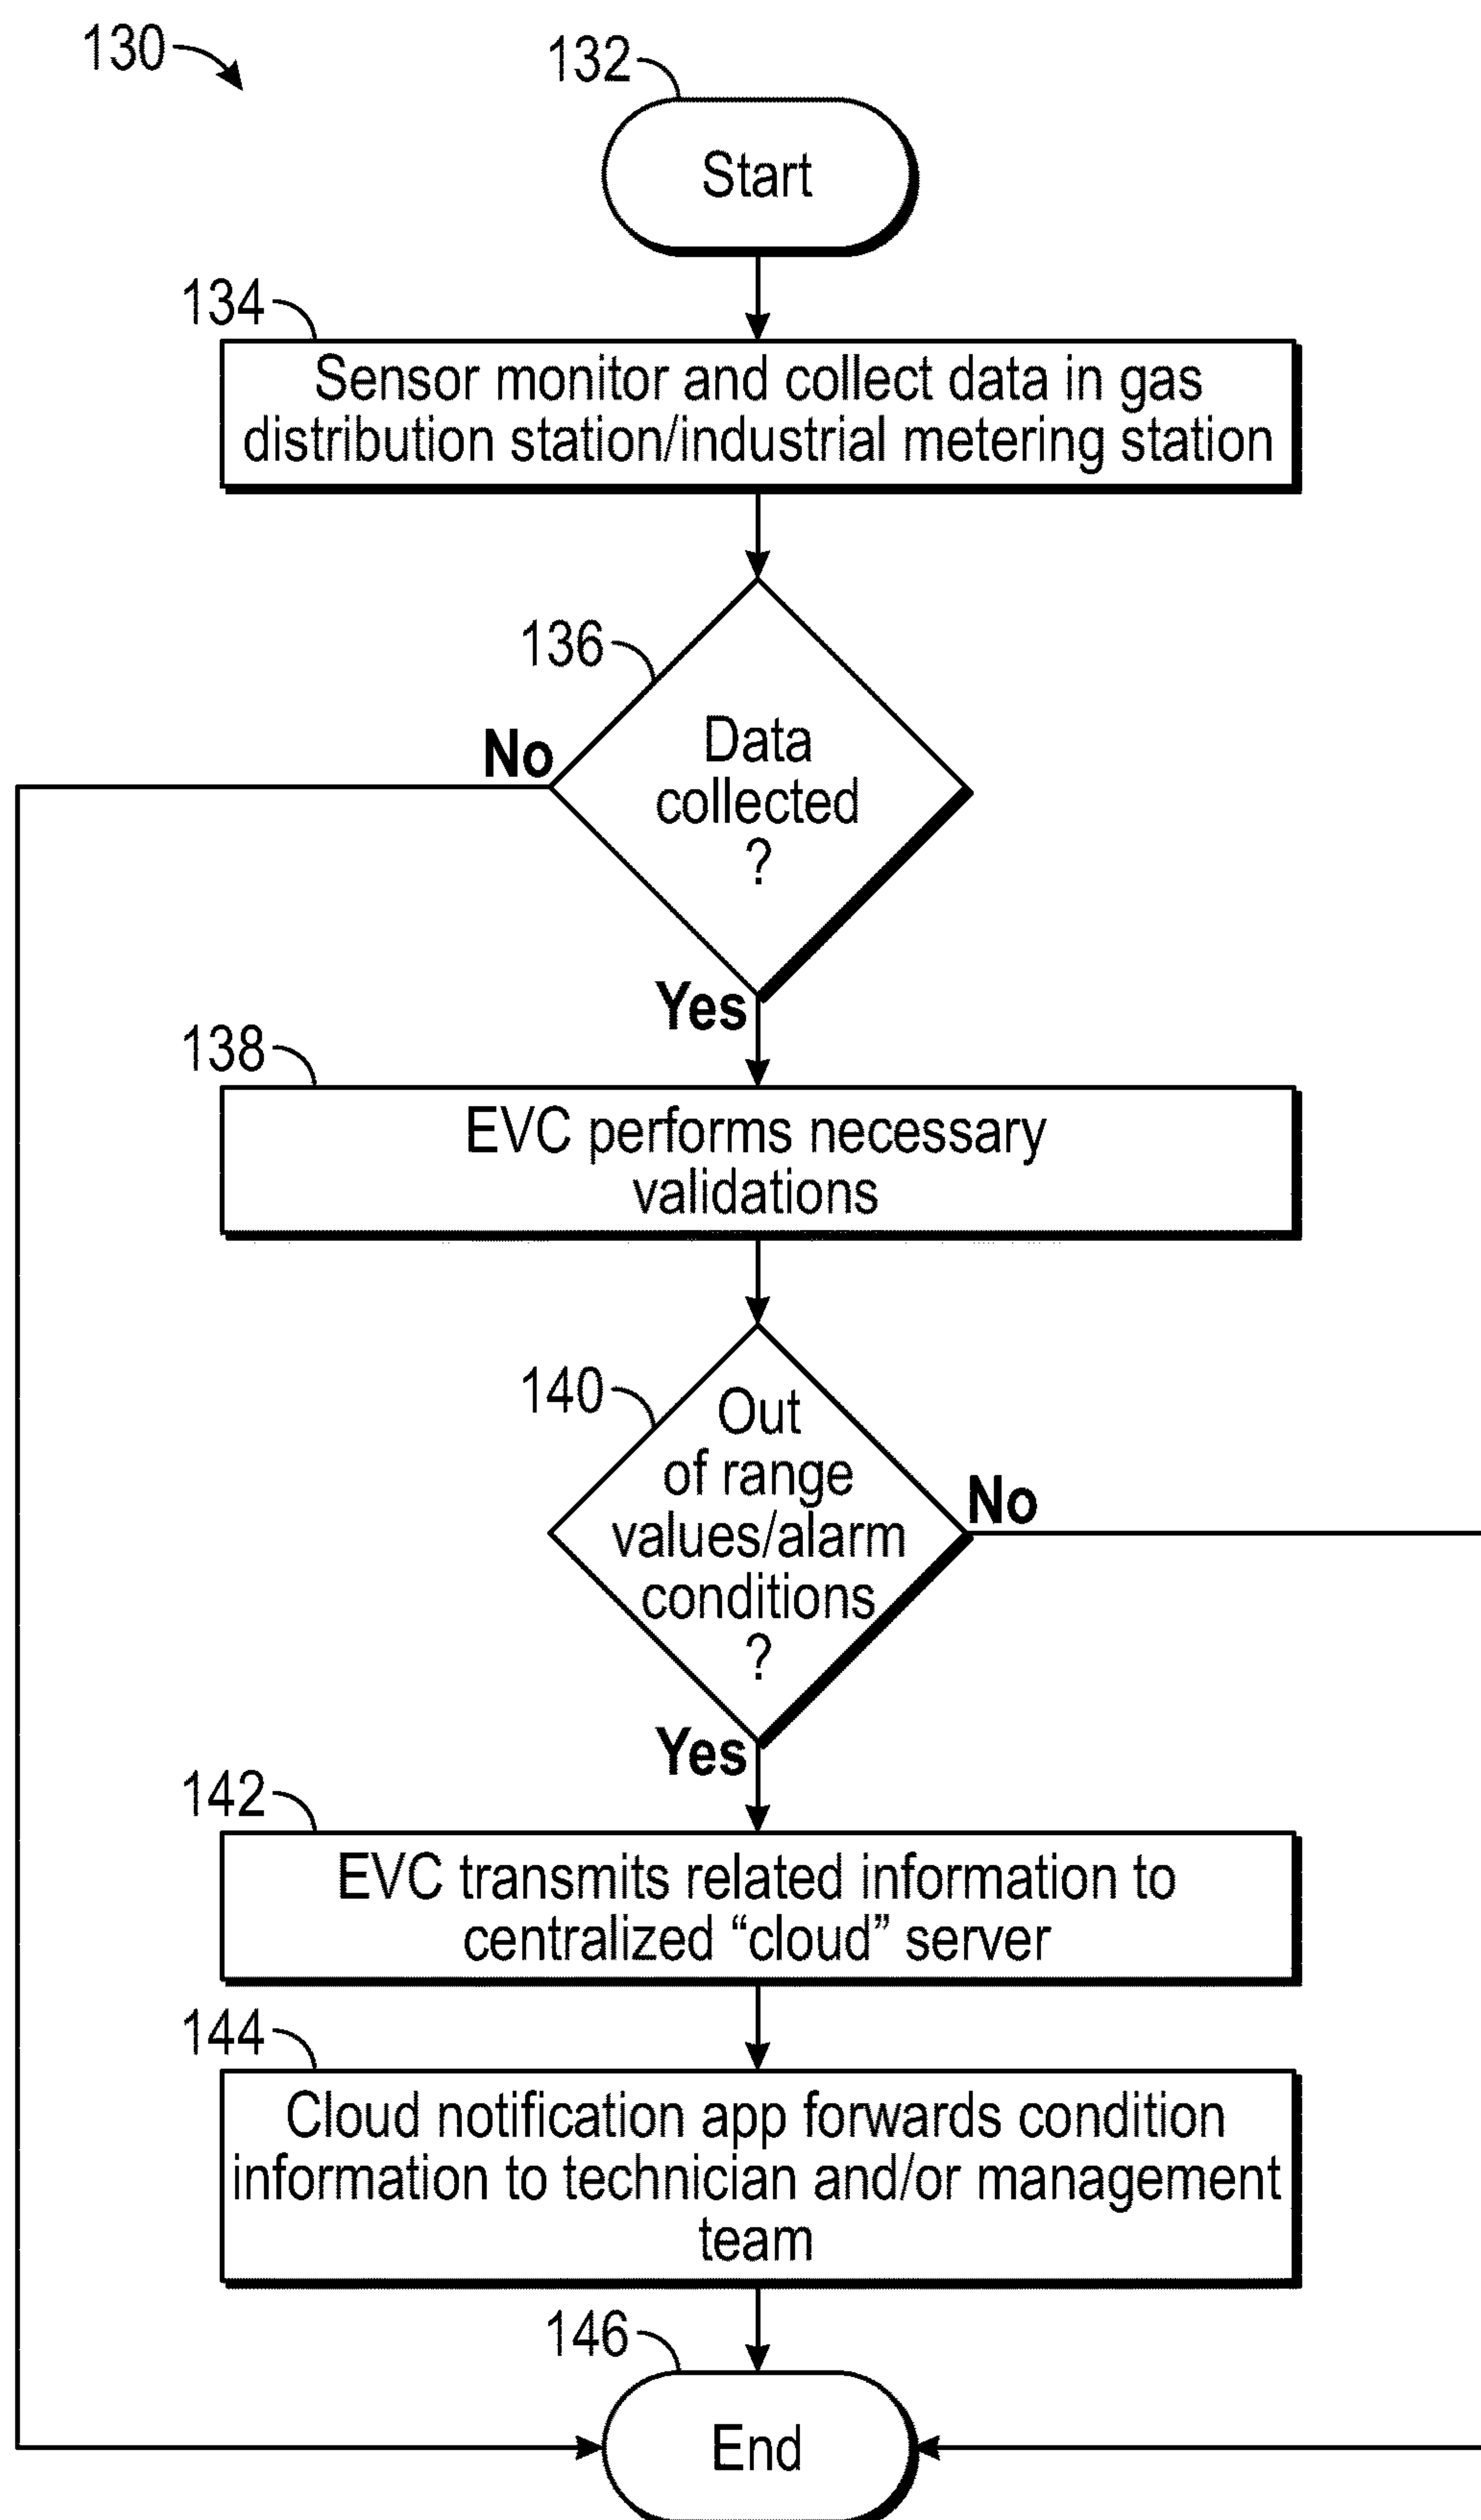 130
132
Start
134
Sensor monitor and collect data in gas
distribution station/industrial metering station
136
Data
collected
?
No
Yes
138
EVC performs necessary
validations
140
Out
of range
values/alarm
conditions
?
No
Yes
142
EVC transmits related information to
centralized “cloud” server
144
Cloud notification app forwards condition
information to technician and/or management
team
146
End